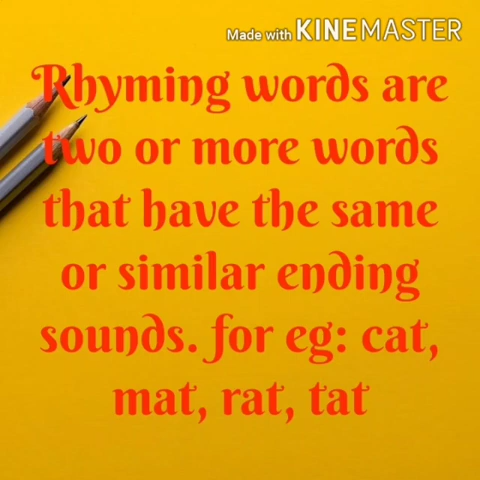 Made with KINEMASTER
Rhyming words are
two or more words
that have the same
or similar ending
sounds. for eg: cat,
mat, rat, tat